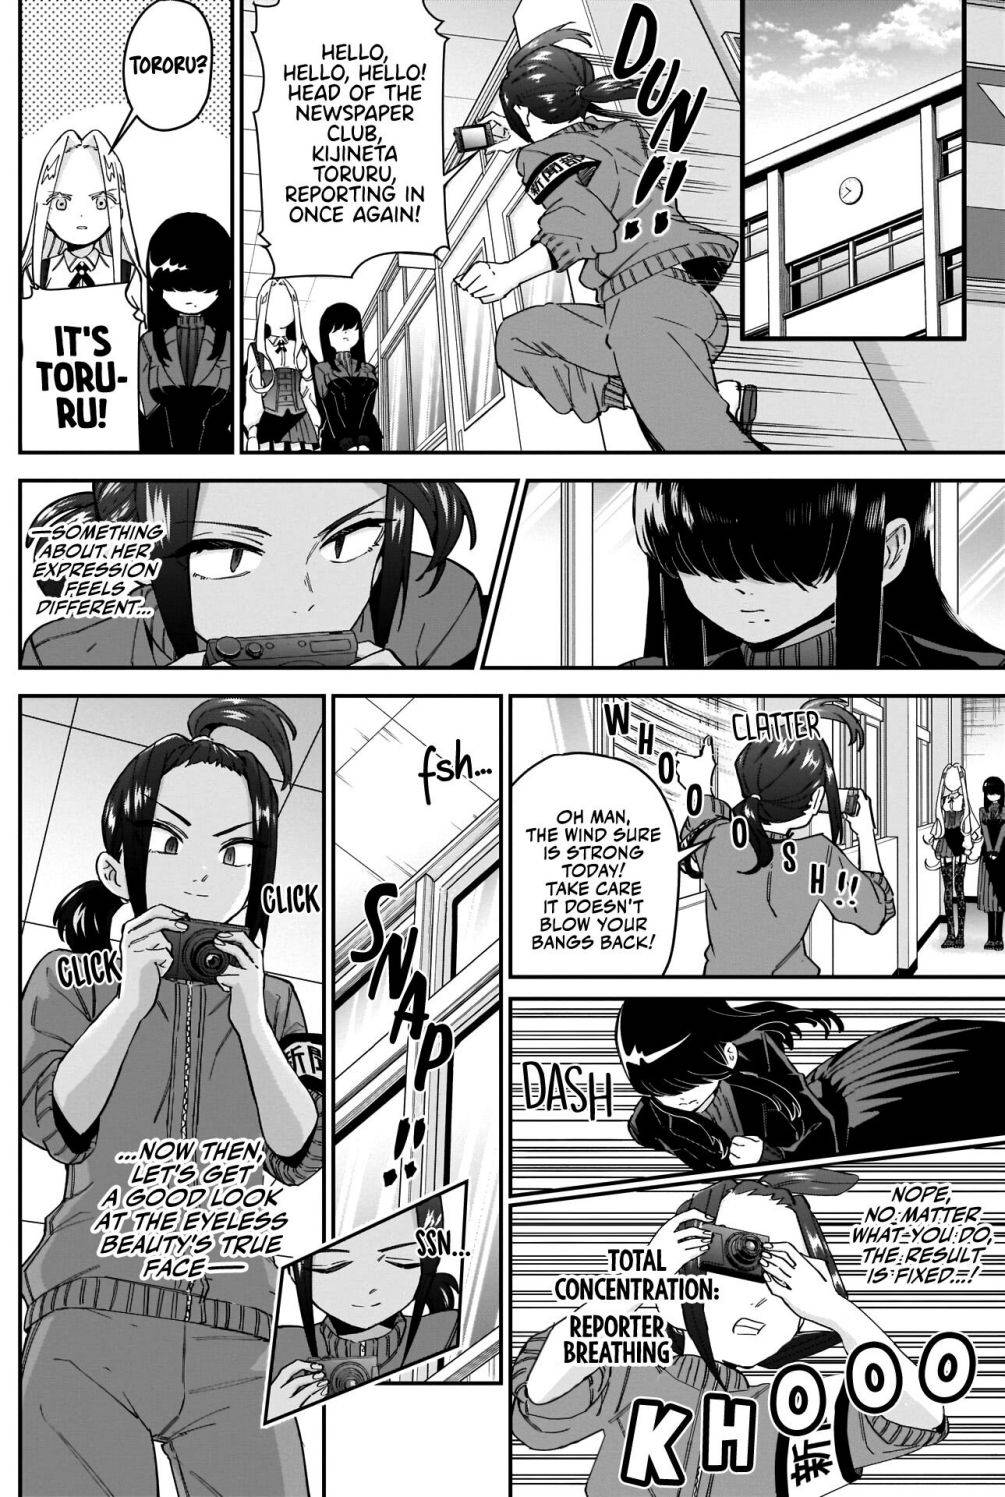 DUN!!
HELLO,
HELLO, HELLO!
HEAD OF THE
NEWSPAPER
CLUB,
KIJINETA
TORURU,
REPORTING IN
ONCE AGAIN!
TORORU?
IT'S
TORU-
RU!
—SOMETHING
ABOUT HER
EXPRESSION
FEELS
DIFFERENT...
CLATTER
WHOOOSH!!
OH MAN,
THE WIND SURE
IS STRONG
TODAY!
TAKE CARE
IT DOESN'T
BLOW YOUR
BANGS BACK!
DASH
NOPE,
NO MATTER
WHAT YOU DO,
THE RESULT
IS FIXED...!
TOTAL
CONCENTRATION:
REPORTER
BREATHING
KHOOO
fsh...
SNAP!!
SSN...
CLICK
CLICK
新聞
...NOW THEN,
LET'S GET
A GOOD LOOK
AT THE EYELESS
BEAUTY'S TRUE
FACE—